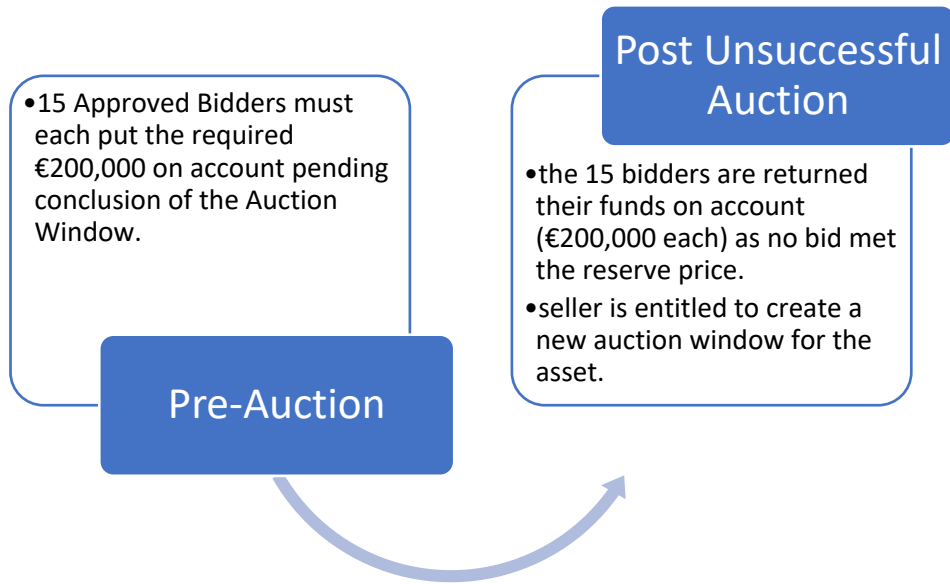 •15 Approved Bidders must
each put the required
€200,000 on account pending
conclusion of the Auction
Window.
Pre-Auction
Post Unsuccessful
Auction
•the 15 bidders are returned
their funds on account
(€200,000 each) as no bid met
the reserve price.
•seller is entitled to create a
new auction window for the
asset.